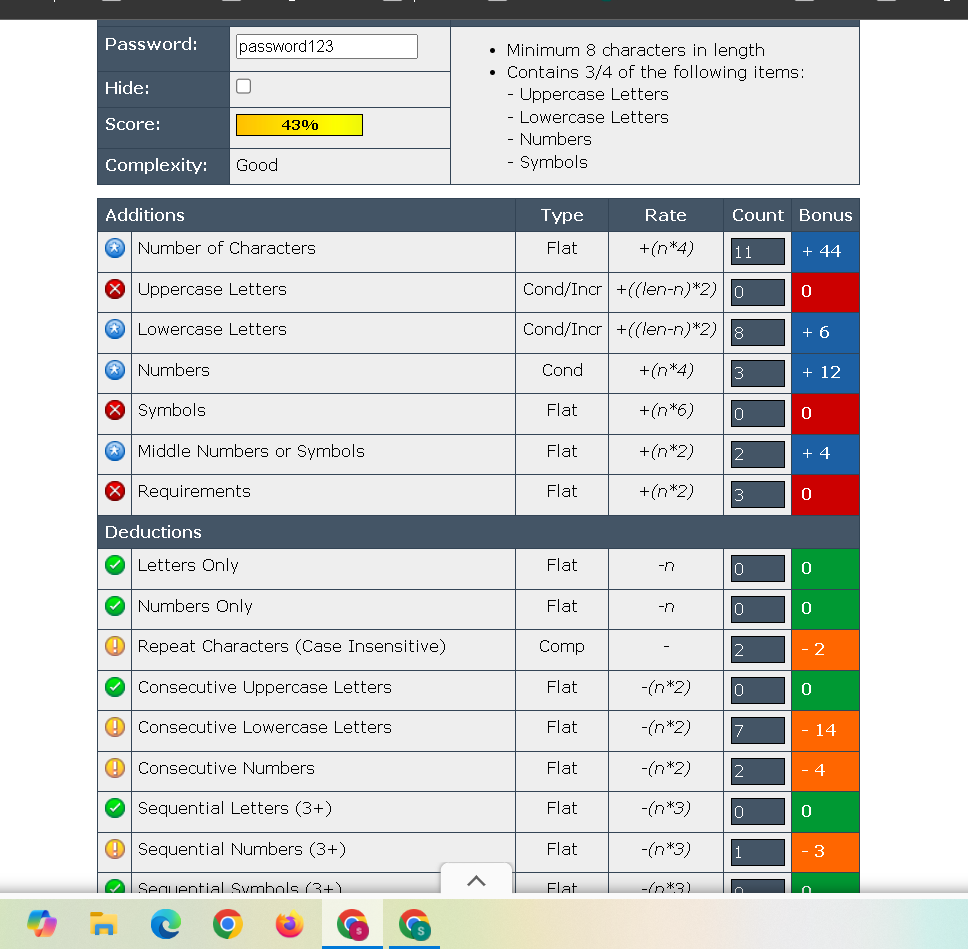 Password: password123
Hide:
Score: 43%
Complexity: Good
• Minimum 8 characters in length
• Contains 3/4 of the following items:
- Uppercase Letters
- Lowercase Letters
- Numbers
- Symbols
Additions Type Rate Count Bonus
Number of Characters Flat +(n*4) 11 + 44
Uppercase Letters Cond/Incr +((len-n)*2) 0 0
Lowercase Letters Cond/Incr +((len-n)*2) 8 + 6
Numbers Cond +(n*4) 3 + 12
Symbols Flat +(n*6) 0 0
Middle Numbers or Symbols Flat +(n*2) 2 + 4
Requirements Flat +(n*2) 3 0
Deductions
Letters Only Flat -n 0 0
Numbers Only Flat -n 0 0
Repeat Characters (Case Insensitive) Comp - 2 - 2
Consecutive Uppercase Letters Flat -(n*2) 0 0
Consecutive Lowercase Letters Flat -(n*2) 7 - 14
Consecutive Numbers Flat -(n*2) 2 - 4
Sequential Letters (3+) Flat -(n*3) 0 0
Sequential Numbers (3+) Flat -(n*3) 1 - 3
Sequential Symbols (3+) Flat -(n*3) 0 0
s S